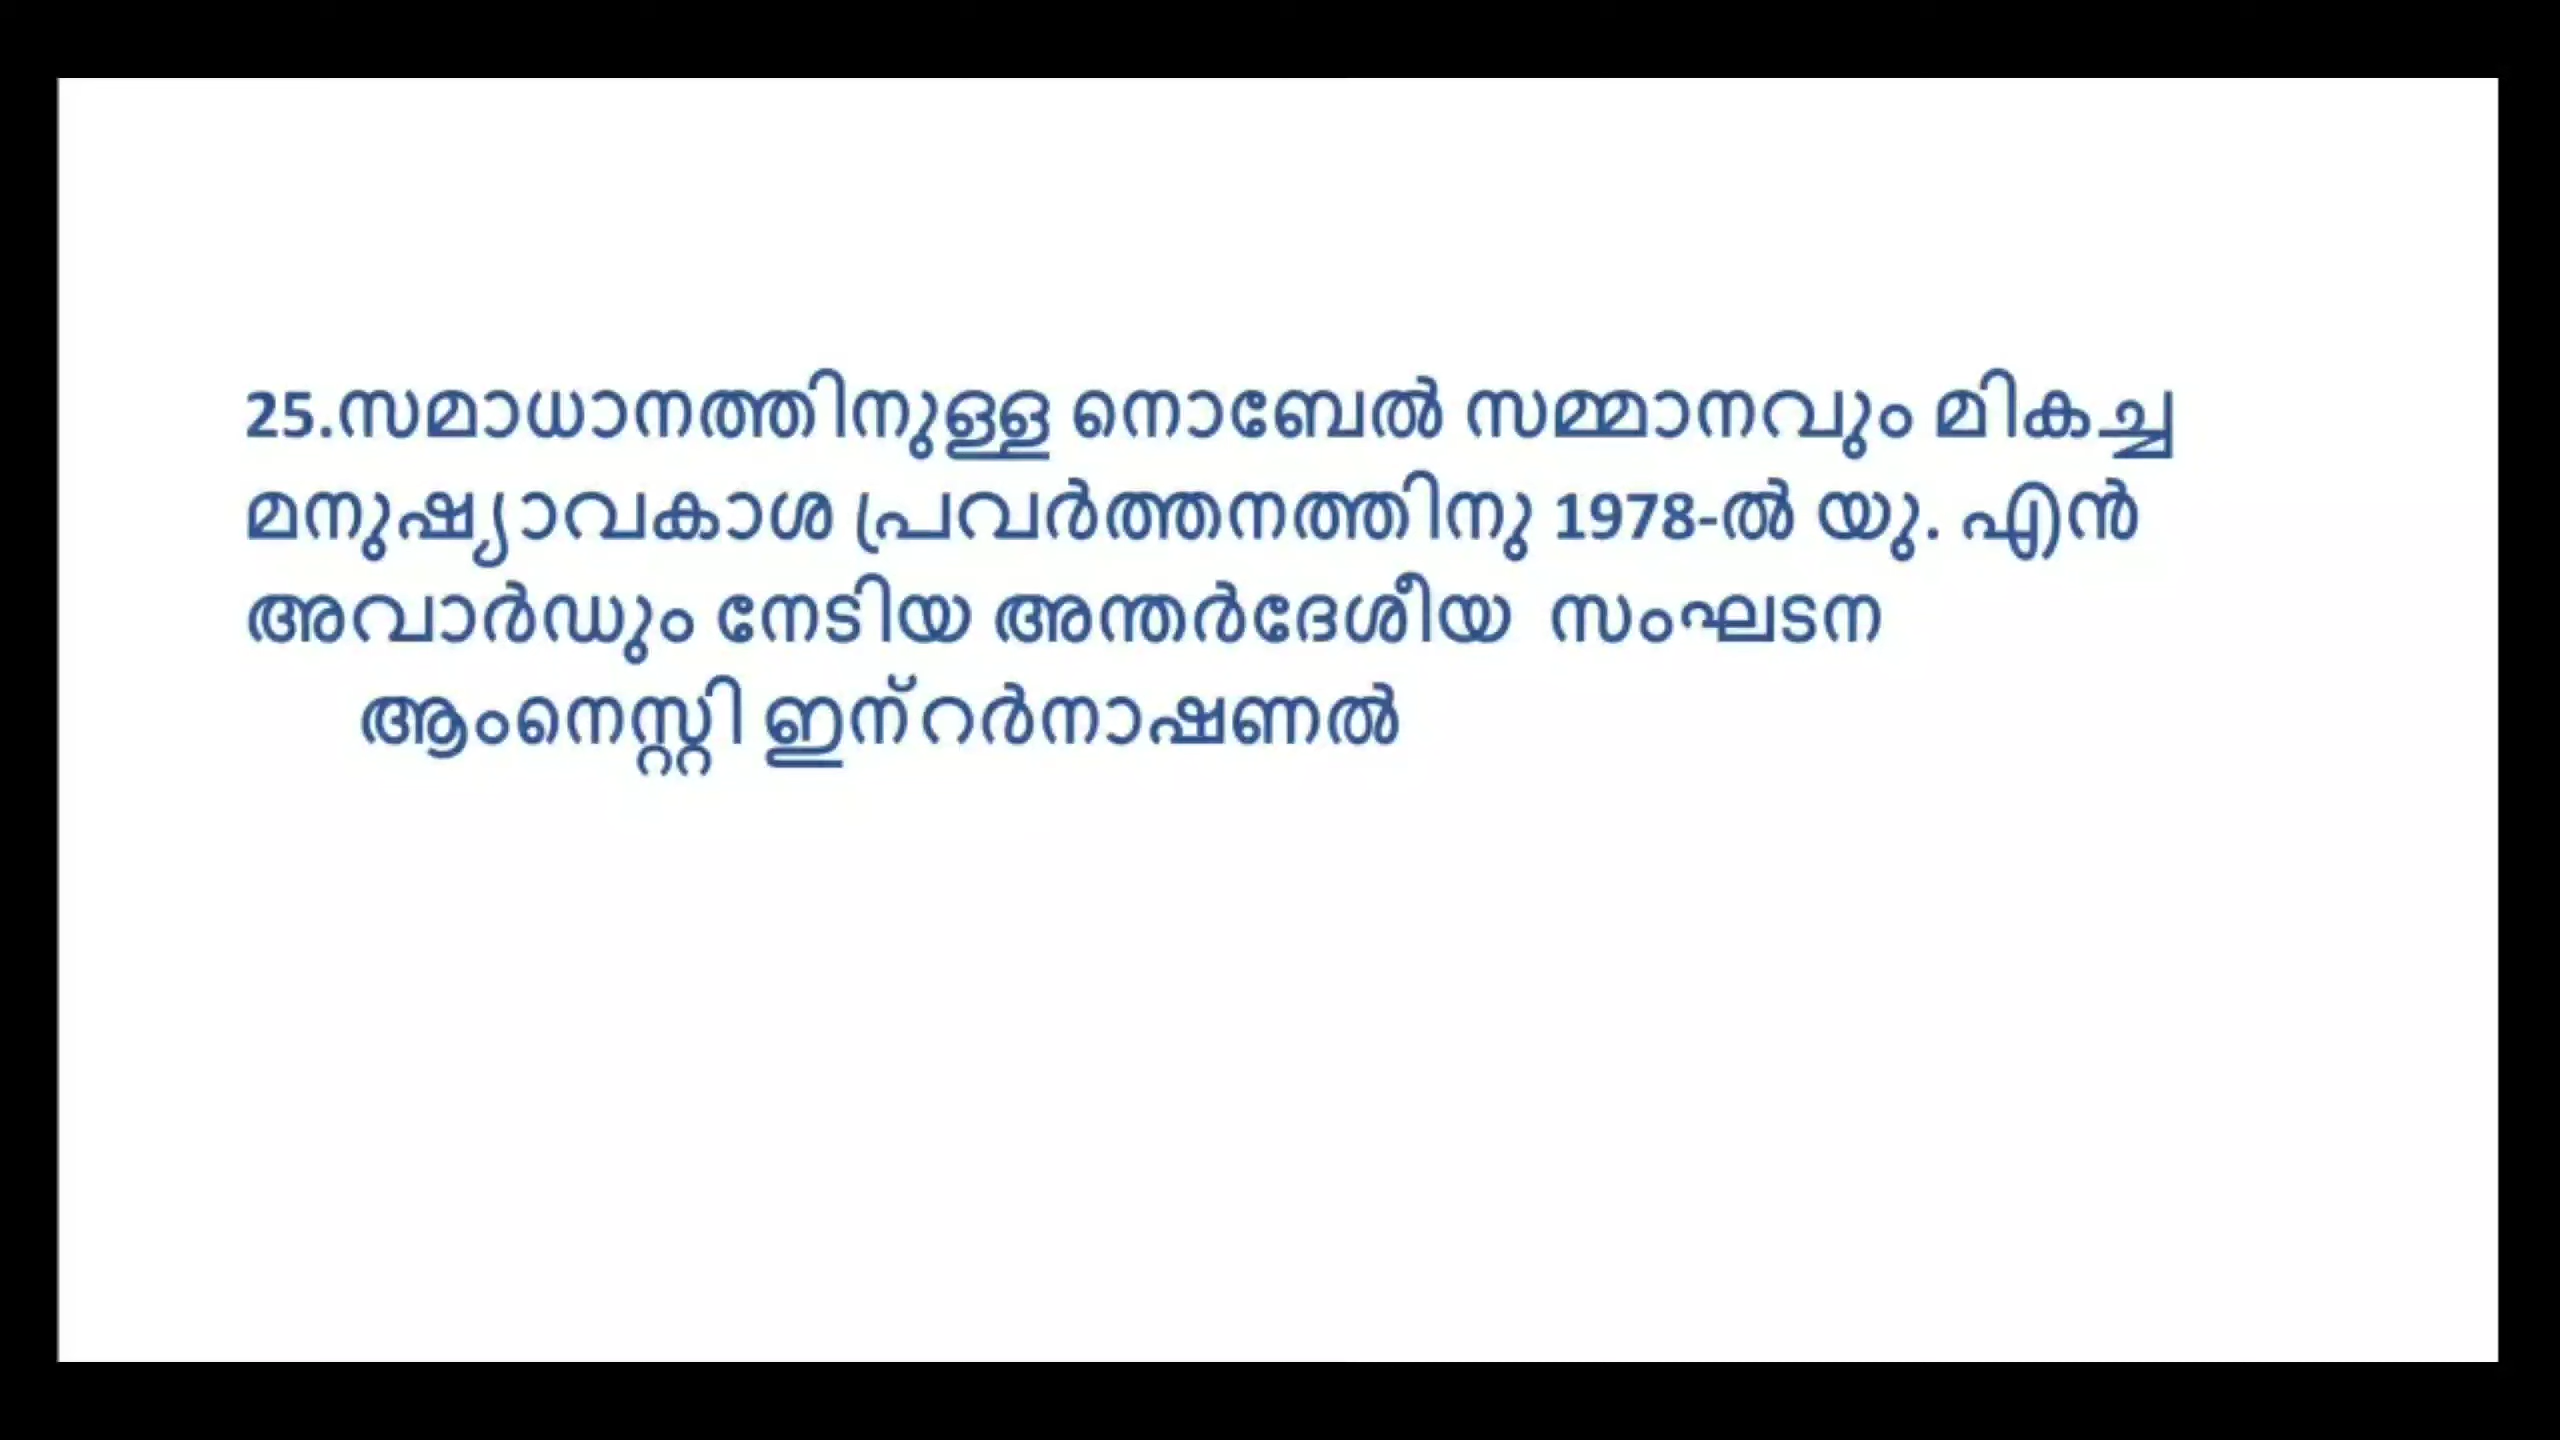 25.സമാധാനത്തിനുള്ള നൊബേൽ സമ്മാനവും മികച്ച
മനുഷ്യാവകാശ പ്രവർത്തനത്തിനു 1978-ൽ യു. എൻ
അവാർഡും നേടിയ അന്തർദേശീയ സംഘടന
ആംനെസ്റ്റി ഇന്റർനാഷണൽ